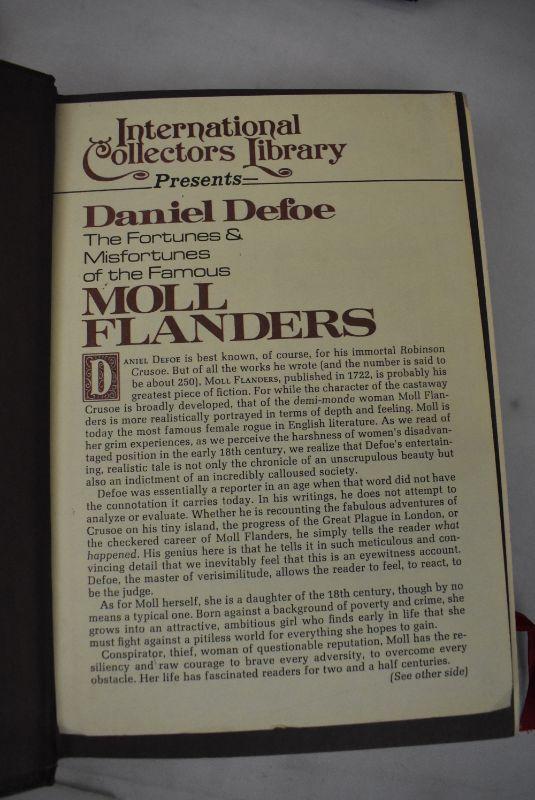 International
Collectors Library
Presents—
Daniel Defoe
The Fortunes &
Misfortunes
of the Famous
MOLL
FLANDERS
DANIEL DEFOE is best known, of course, for his immortal Robinson
Crusoe. But of all the works he wrote (and the number is said to
be about 250), MOLL FLANDERS, published in 1722, is probably his
greatest piece of fiction. For while the character of the castaway
Crusoe is broadly developed, that of the demi-monde woman Moll Flan-
ders is more realistically portrayed in terms of depth and feeling. Moll is
today the most famous female rogue in English literature. As we read of
her grim experiences, as we perceive the harshness of women's disadvan-
taged position in the early 18th century, we realize that Defoe's entertain-
ing, realistic tale is not only the chronicle of an unscrupulous beauty but
also an indictment of an incredibly calloused society.
Defoe was essentially a reporter in an age when that word did not have
the connotation it carries today. In his writings, he does not attempt to
analyze or evaluate. Whether he is recounting the fabulous adventures of
Crusoe on his tiny island, the progress of the Great Plague in London, or
the checkered career of Moll Flanders, he simply tells the reader what
happened. His genius here is that he tells it in such meticulous and con-
vincing detail that we inevitably feel that this is an eyewitness account.
Defoe, the master of verisimilitude, allows the reader to feel, to react, to
be the judge.
As for Moll herself, she is a daughter of the 18th century, though by no
means a typical one. Born against a background of poverty and crime, she
grows into an attractive, ambitious girl who finds early in life that she
must fight against a pitiless world for everything she hopes to gain.
Conspirator, thief, woman of questionable reputation, Moll has the re-
siliency and raw courage to brave every adversity, to overcome every
obstacle. Her life has fascinated readers for two and a half centuries.
(See other side)